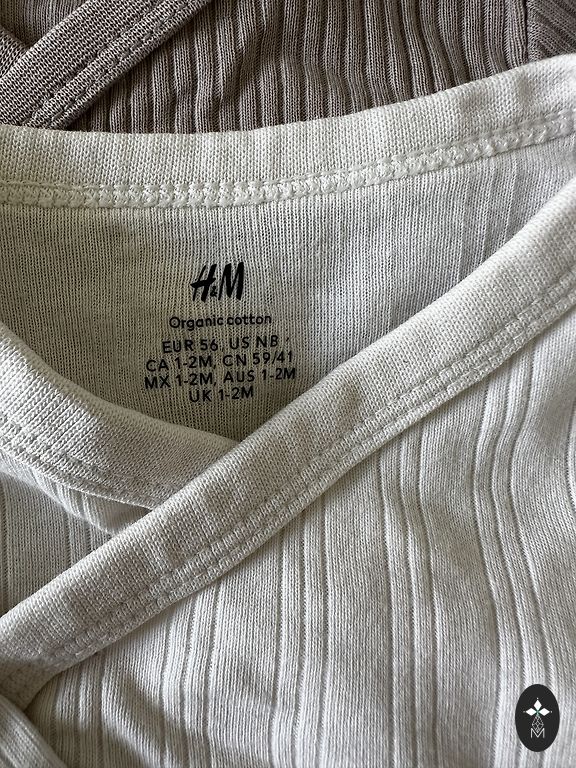 H&M
Organic cotton
EUR 56, US NB
CA 1-2M, CN 59/41
MX 1-2M, AUS 1-2M
UK 1-2M